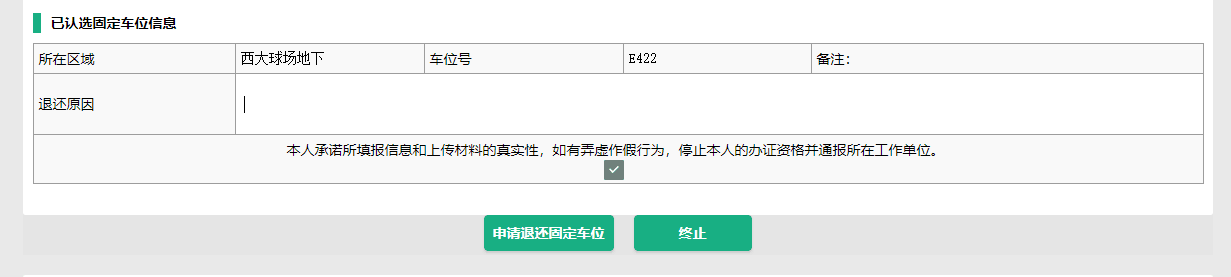 已认选固定车位信息
所在区域 西大球场地下 车位号 E422 备注：
退还原因
本人承诺所填报信息和上传材料的真实性，如有弄虚作假行为，停止本人的办证资格并通报所在工作单位。
申请退还固定车位 终止